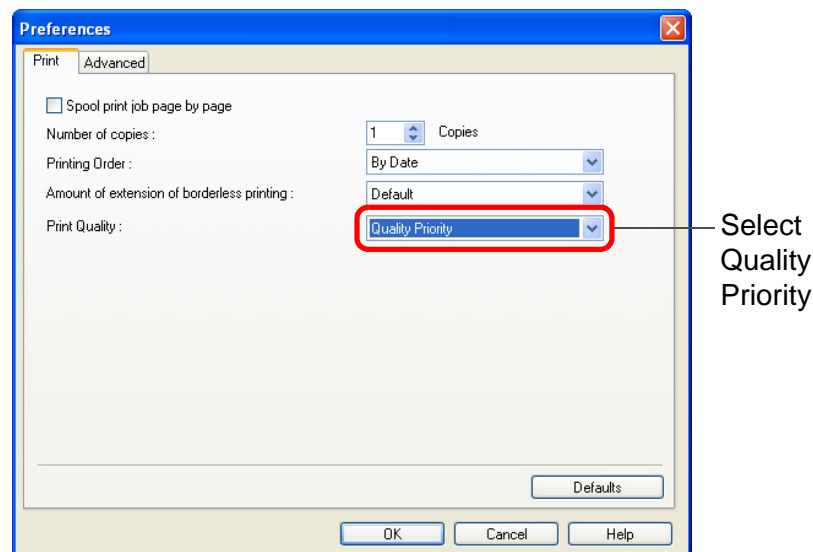 Preferences
Print Advanced
Spool print job page by page
Number of copies : 1 Copies
Printing Order : By Date
Amount of extension of borderless printing : Default
Print Quality : Quality Priority
Select
Quality
Priority
Defaults
OK Cancel Help